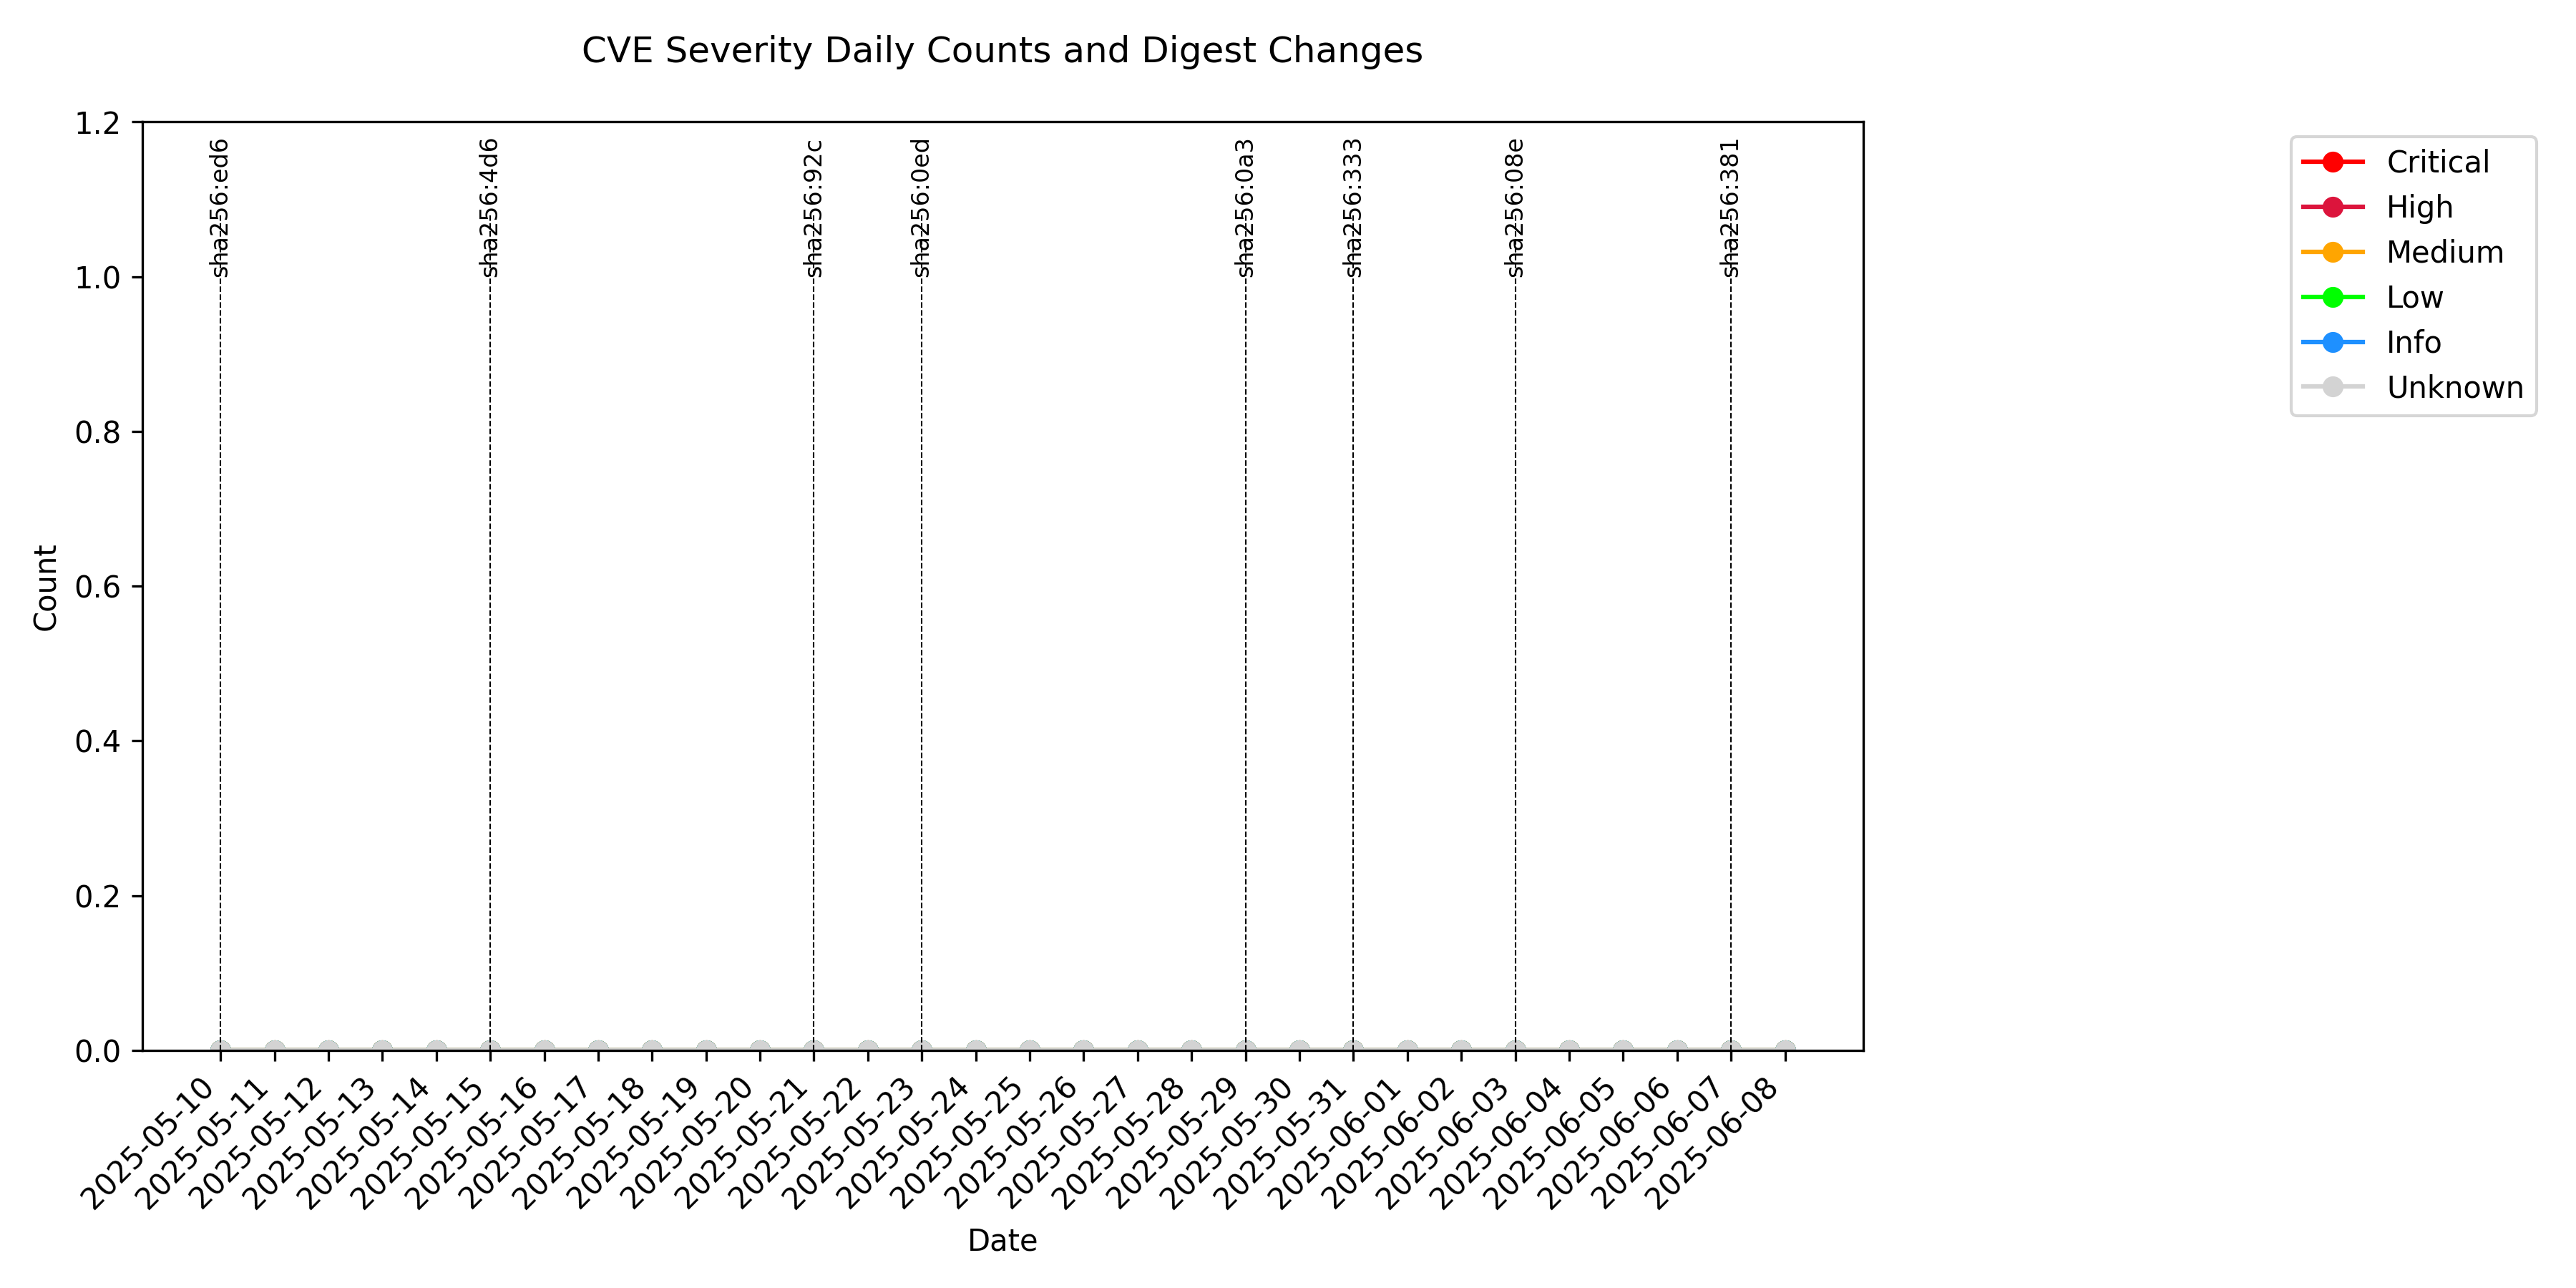 CVE Severity Daily Counts and Digest Changes
1.2
1.0
0.8
0.6
0.4
0.2
0.0
Count
sha256:ed6
sha256:4d6
sha256:92c
sha256:0ed
sha256:0a3
sha256:333
sha256:08e
sha256:381
Critical
High
Medium
Low
Info
Unknown
2025-05-10
2025-05-11
2025-05-12
2025-05-13
2025-05-14
2025-05-15
2025-05-16
2025-05-17
2025-05-18
2025-05-19
2025-05-20
2025-05-21
2025-05-22
2025-05-23
2025-05-24
2025-05-25
2025-05-26
2025-05-27
2025-05-28
2025-05-29
2025-05-30
2025-05-31
2025-06-01
2025-06-02
2025-06-03
2025-06-04
2025-06-05
2025-06-06
2025-06-07
2025-06-08
Date